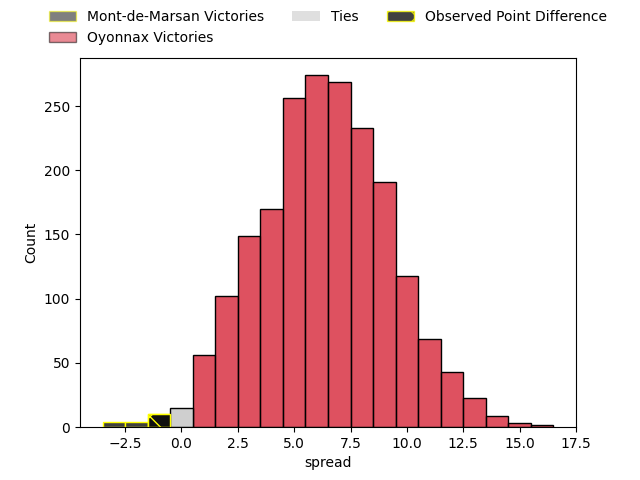 Mont-de-Marsan Victories Ties Observed Point Difference
Oyonnax Victories
250
200
150
100
50
0
Count
−2.5 0.0 2.5 5.0 7.5 10.0 12.5 15.0 17.5
spread